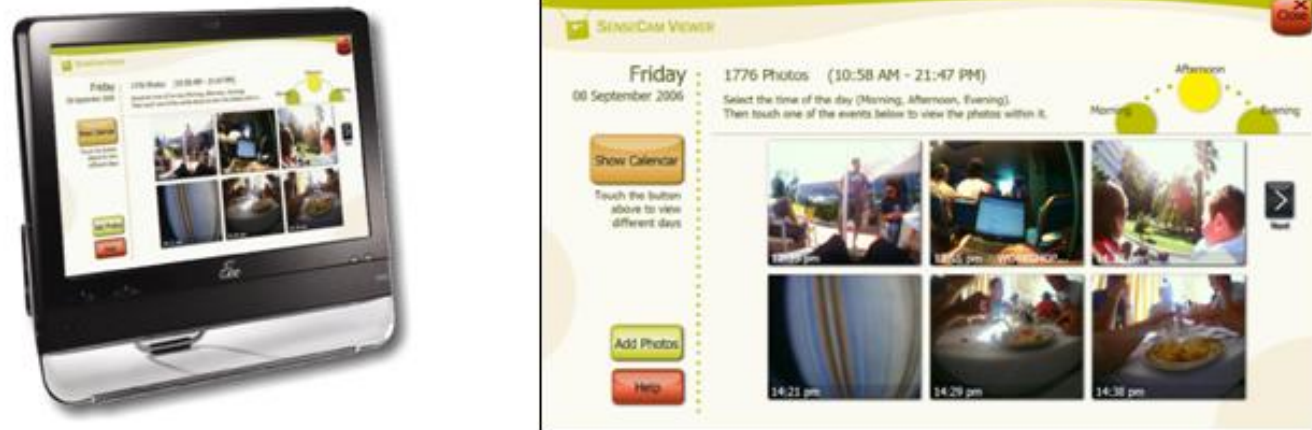 SENSECAM VIEWER
Close
Friday
08 September 2006
1776 Photos (10:58 AM - 21:47 PM)
Select the time of the day (Morning, Afternoon, Evening).
Then touch one of the events below to view the photos within it.
Morning
Afternoon
Evening
Show Calendar
Touch the button
above to view
different days
Add Photos
Help
WORKSHOP...
Next
14:21 pm
14:29 pm
14:38 pm
Friday
Eee